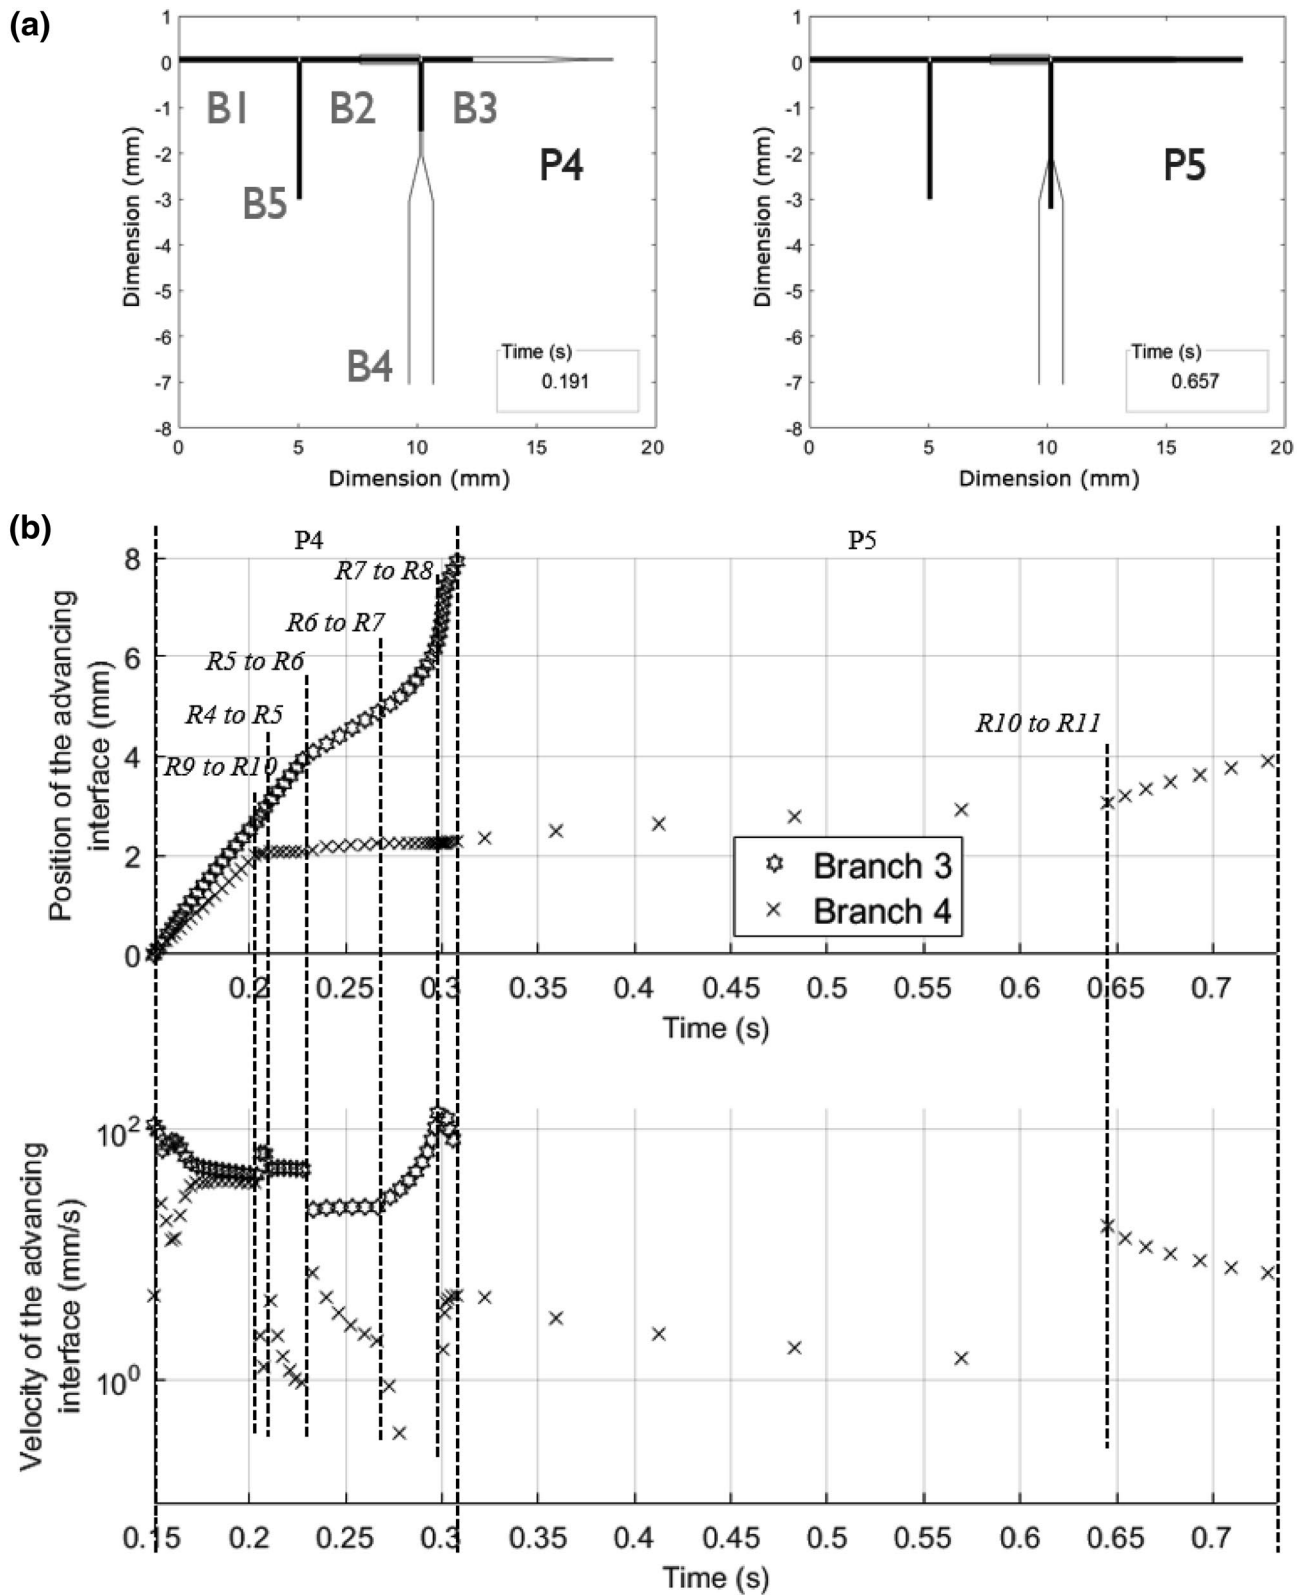 (a)
1
0
-1
-2
-3
-4
-5
-6
-7
-8
Dimension (mm)
B1
B2
B3
B5
B4
P4
Time (s)
0.191
0
5
10
15
20
Dimension (mm)
1
0
-1
-2
-3
-4
-5
-6
-7
-8
Dimension (mm)
P5
Time (s)
0.657
0
5
10
15
20
Dimension (mm)
(b)
P4
P5
R7 to R8
R6 to R7
R5 to R6
R4 to R5
R9 to R10
R10 to R11
Position of the advancing
interface (mm)
8
6
4
2
0
Branch 3
Branch 4
0.2
0.25
0.3
0.35
0.4
0.45
0.5
0.55
0.6
0.65
0.7
Time (s)
Velocity of the advancing
interface (mm/s)
10²
10⁰
0.15
0.2
0.25
0.3
0.35
0.4
0.45
0.5
0.55
0.6
0.65
0.7
Time (s)